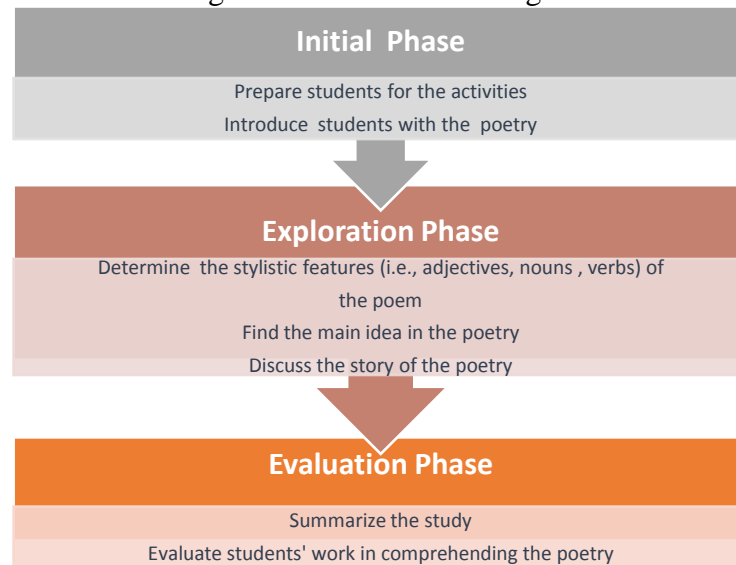 Initial Phase
Prepare students for the activities
Introduce students with the poetry
Exploration Phase
Determine the stylistic features (i.e., adjectives, nouns , verbs) of
the poem
Find the main idea in the poetry
Discuss the story of the poetry
Evaluation Phase
Summarize the study
Evaluate students' work in comprehending the poetry